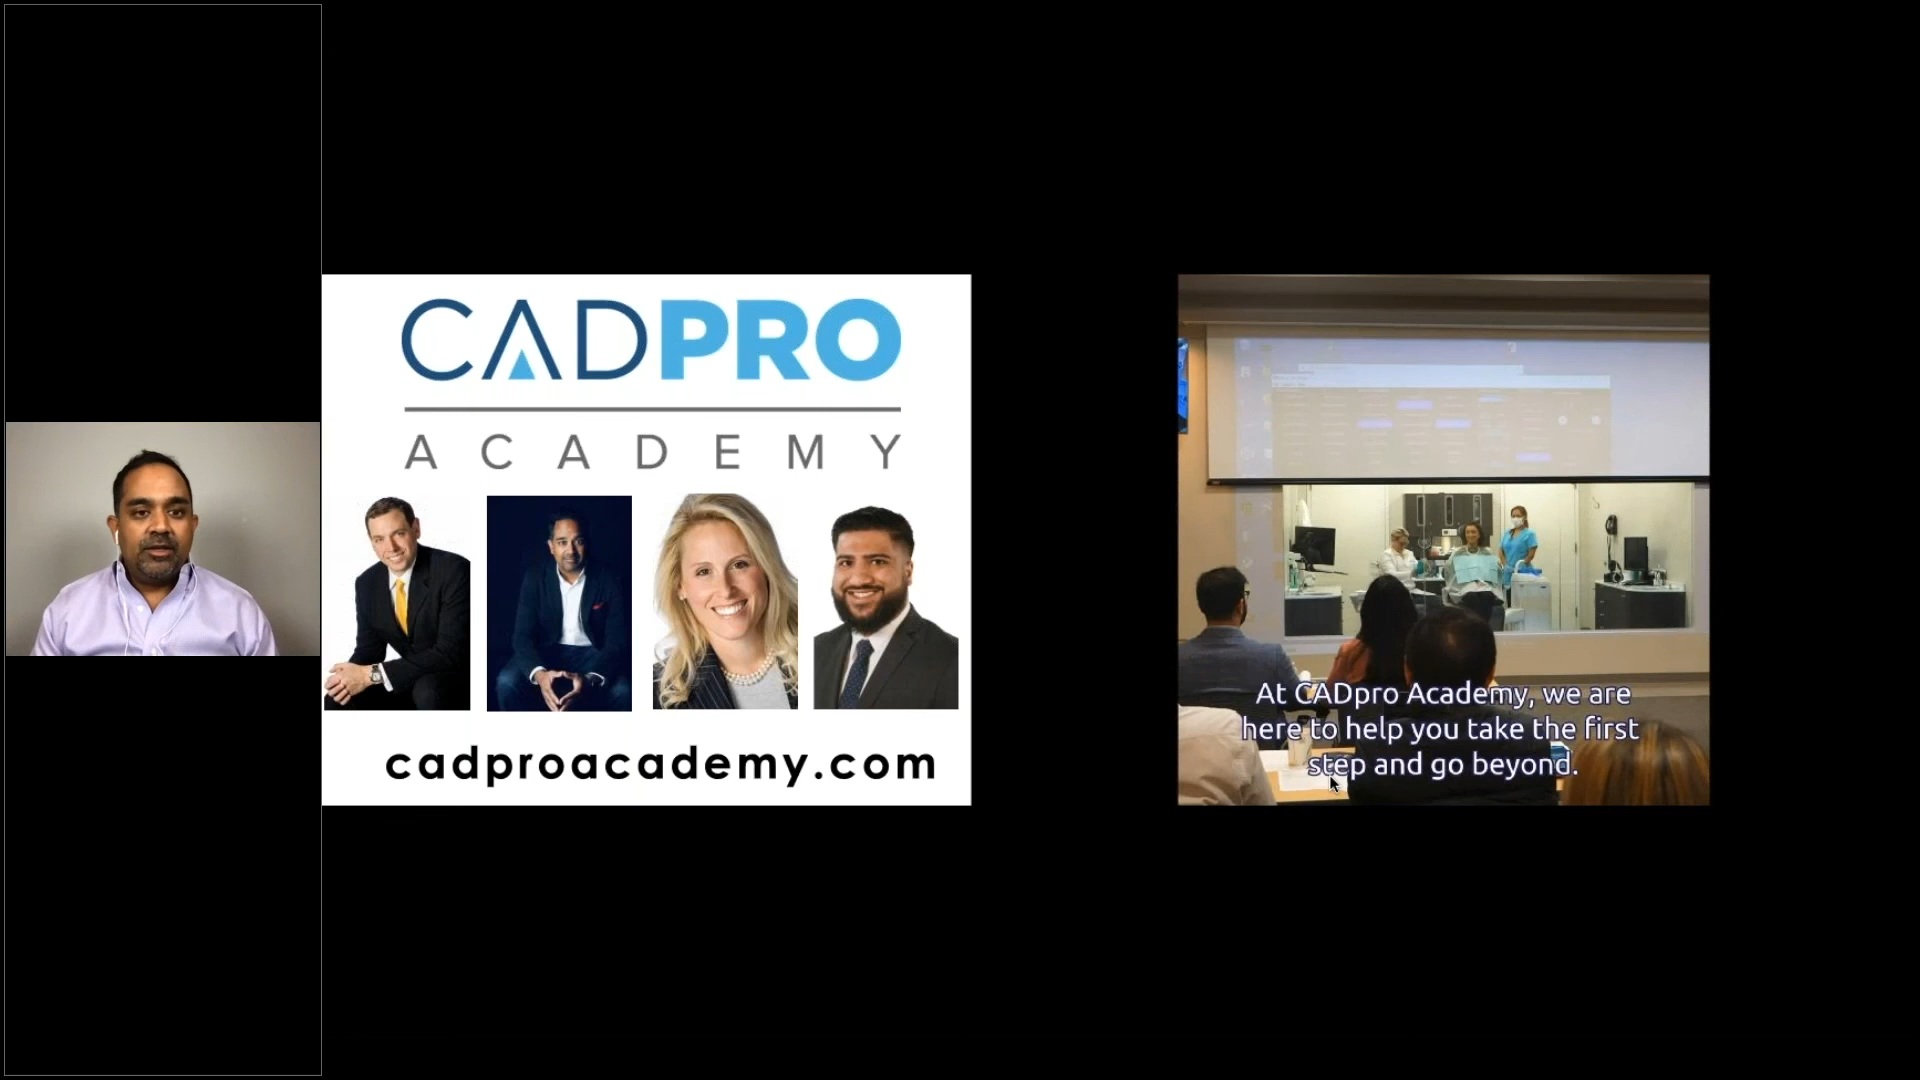 CADPRO
ACADEMY
cadproacademy.com
At CADpro Academy, we are
here to help you take the first
step and go beyond.